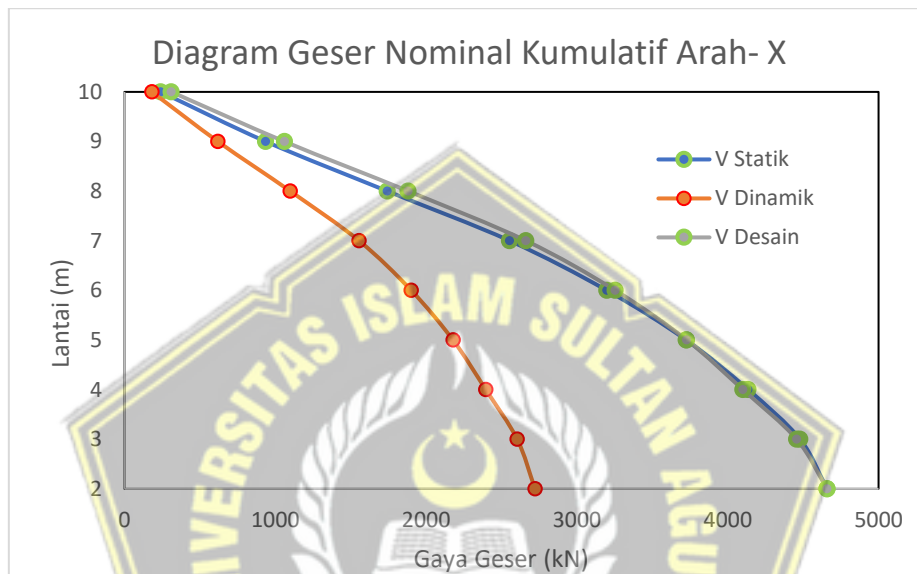 Diagram Geser Nominal Kumulatif Arah- X
10
9
8
7
6
5
4
3
2
Lantai (m)
V Statik
V Dinamik
V Desain
UNIVERSITAS ISLAM SULTAN AGUNG
0 1000 2000 3000 4000 5000
Gaya Geser (kN)